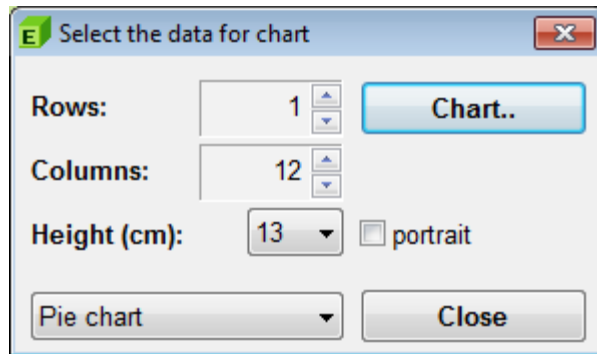 E Select the data for chart
Rows: 1 Chart..
Columns: 12
Height (cm): 13 portrait
Pie chart Close